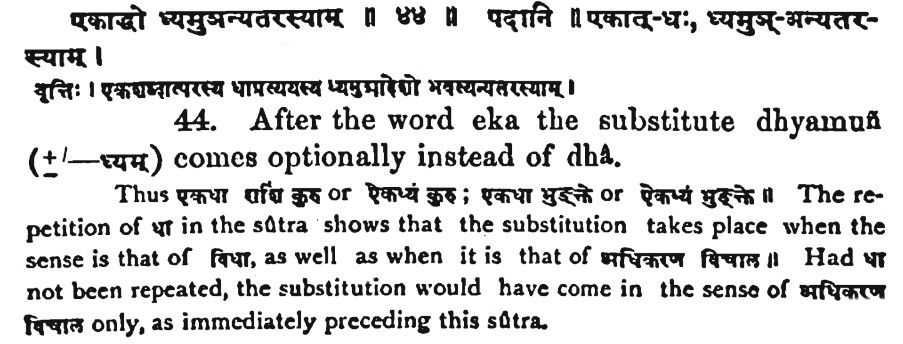 एकाद्धो ध्यमुञन्यतरस्याम् ॥ ४४ ॥ पदानि ॥ एकात्-धः, ध्यमुञ्-अन्यतर-
स्याम् ।
वृत्तिः । एकशब्दात्परस्य धाप्रत्ययस्य ध्यमुञादेशो भवत्यन्यतरस्याम् ।
44. After the word eka the substitute dhyamuñ
(±/—ध्यम्) comes optionally instead of dhâ.
Thus एकधा राशिं कुरु or ऐकध्यं कुरु ; एकधा भुङ्क्ते or ऐकध्यं भुङ्क्ते ॥ The re-
petition of धा in the sûtra shows that the substitution takes place when the
sense is that of विधा, as well as when it is that of अधिकरण विचाल ॥ Had धा
not been repeated, the substitution would have come in the sense of अधिकरण
विचाल only, as immediately preceding this sûtra.